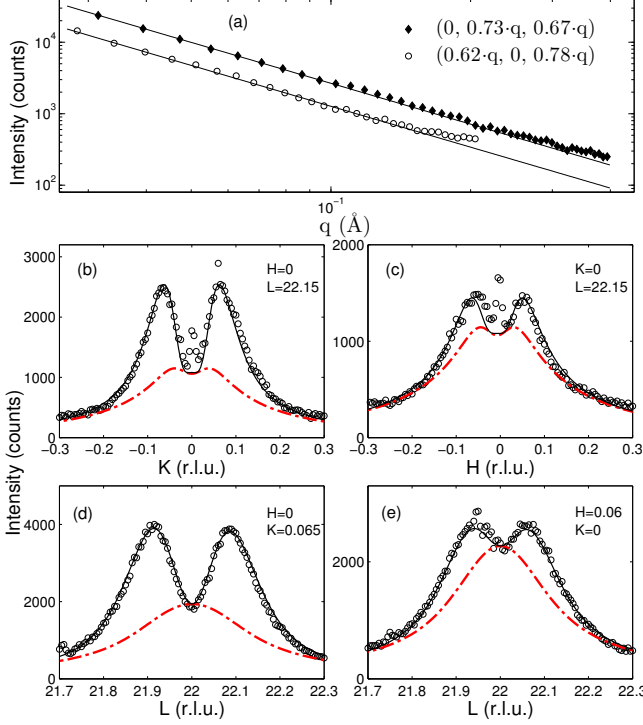 (a)
(0, 0.73·q, 0.67·q)
(0.62·q, 0, 0.78·q)
Intensity (counts)
10^4
10^3
10^2
10^-1
q (Å)
(b)
H=0
L=22.15
3000
2000
1000
0
−0.3 −0.2 −0.1 0 0.1 0.2 0.3
K (r.l.u.)
(c)
K=0
L=22.15
2000
1000
0
−0.3 −0.2 −0.1 0 0.1 0.2 0.3
H (r.l.u.)
Intensity (counts)
(d)
H=0
K=0.065
4000
2000
0
21.7 21.8 21.9 22 22.1 22.2 22.3
L (r.l.u.)
(e)
H=0.06
K=0
2000
0
21.7 21.8 21.9 22 22.1 22.2 22.3
L (r.l.u.)